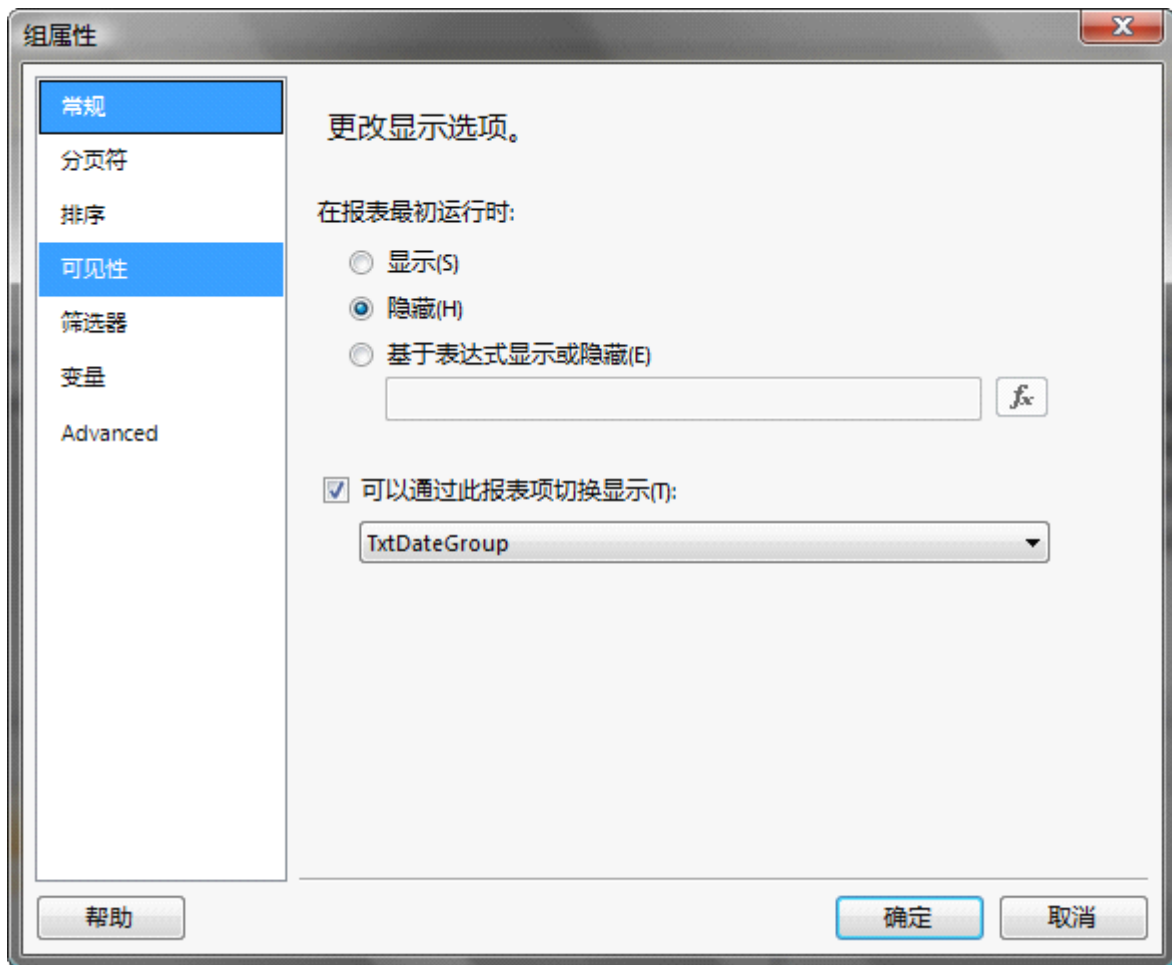 组属性
常规
分页符
排序
可见性
筛选器
变量
Advanced
更改显示选项。
在报表最初运行时:
显示(S)
隐藏(H)
基于表达式显示或隐藏(E)
fx
可以通过此报表项切换显示(T):
TxtDateGroup
帮助
确定
取消